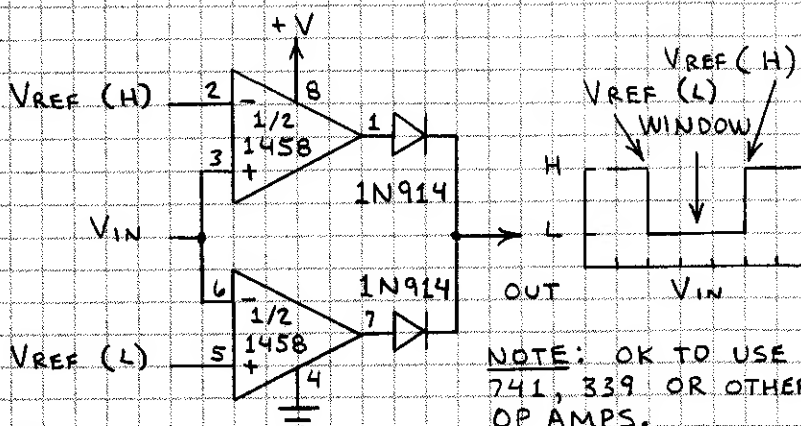 +V
VREF (H)
2
-
8
1/2
1458
1
3
+
1N914
VIN
6
-
1N914
1/2
1458
7
VREF (L)
5
+
4
VREF (H)
VREF (L)
WINDOW
H
L
OUT
VIN
NOTE: OK TO USE
741, 339 OR OTHER
OP AMPS.